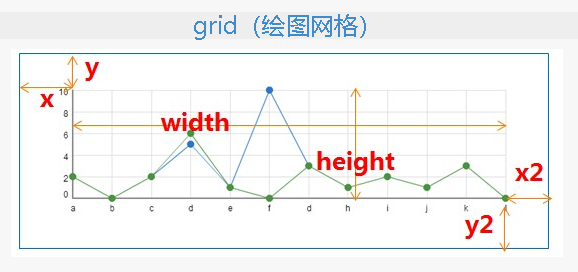 grid（绘图网格）
y
x
10
width
8
6
height
4
x2
2
0
a b c d e f d h i j k l
y2